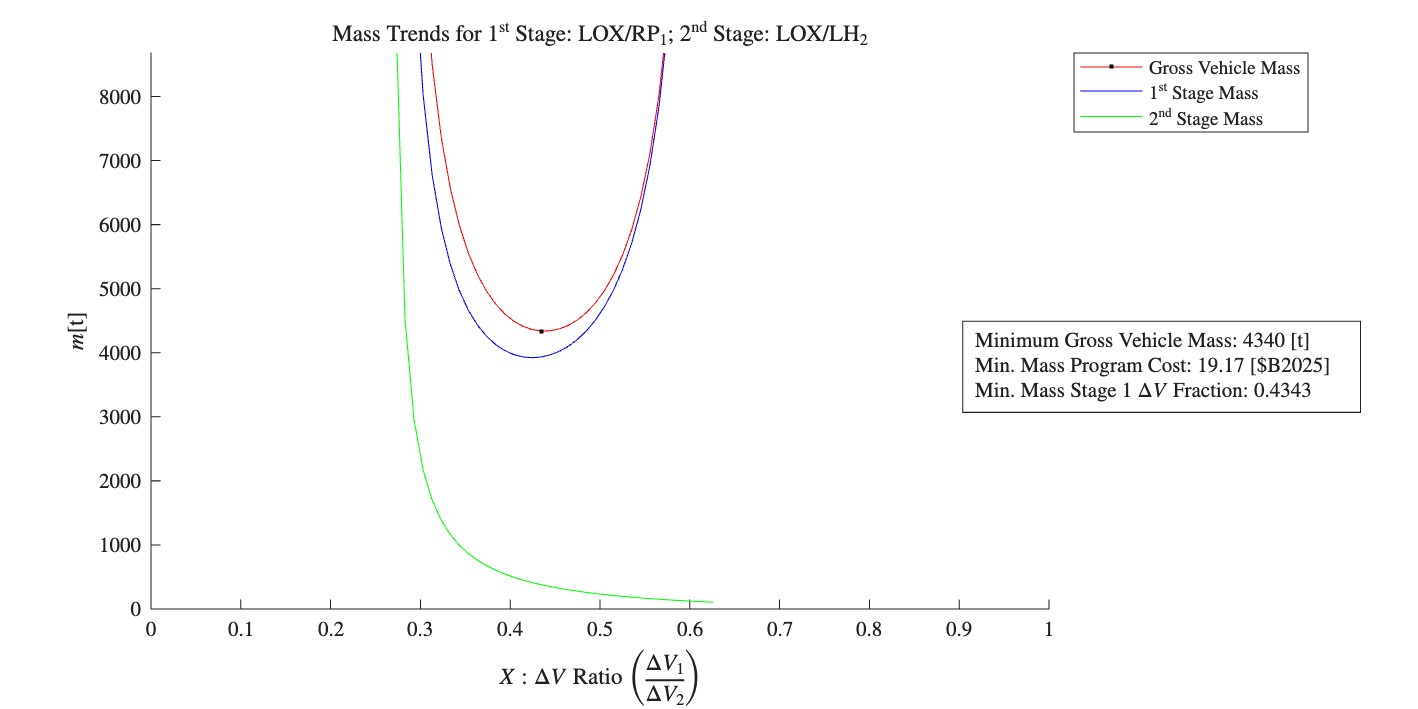 Mass Trends for 1st Stage: LOX/RP1; 2nd Stage: LOX/LH2
Gross Vehicle Mass
1st Stage Mass
2nd Stage Mass
8000
7000
6000
5000
4000
3000
2000
1000
0
m[t]
Minimum Gross Vehicle Mass: 4340 [t]
Min. Mass Program Cost: 19.17 [$B2025]
Min. Mass Stage 1 ΔV Fraction: 0.4343
0 0.1 0.2 0.3 0.4 0.5 0.6 0.7 0.8 0.9 1
X : ΔV Ratio (ΔV1/ΔV2)